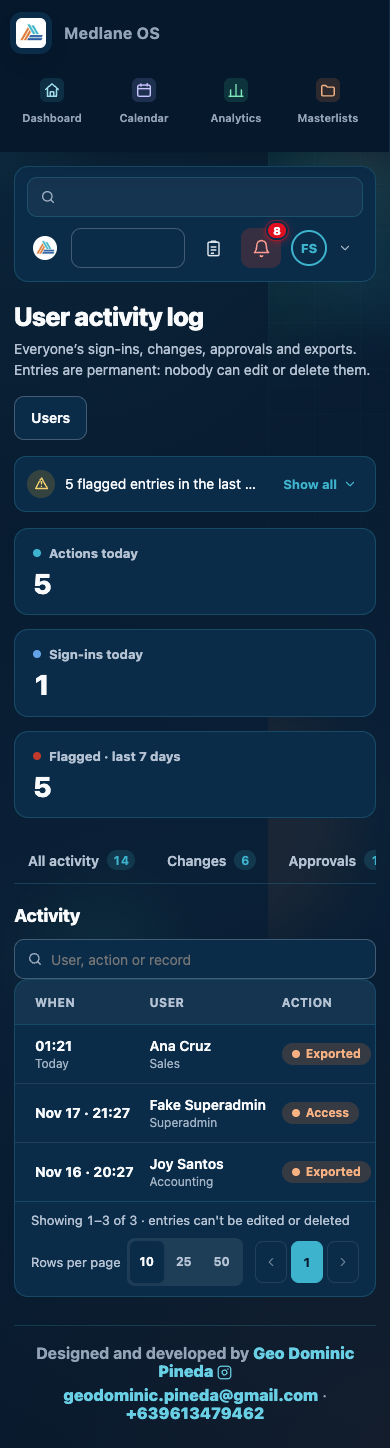 Medlane OS
Dashboard
Calendar
Analytics
Masterlists
8
FS
User activity log
Everyone’s sign-ins, changes, approvals and exports.
Entries are permanent: nobody can edit or delete them.
Users
5 flagged entries in the last ...
Show all
Actions today
5
Sign-ins today
1
Flagged · last 7 days
5
All activity 14
Changes 6
Approvals 1
Activity
User, action or record
WHEN USER ACTION
01:21 Ana Cruz Exported
Today Sales
Nov 17 · 21:27 Fake Superadmin Access
Superadmin
Nov 16 · 20:27 Joy Santos Exported
Accounting
Showing 1–3 of 3 · entries can't be edited or deleted
Rows per page 10 25 50 1
Designed and developed by Geo Dominic
Pineda
geodominic.pineda@gmail.com ·
+639613479462